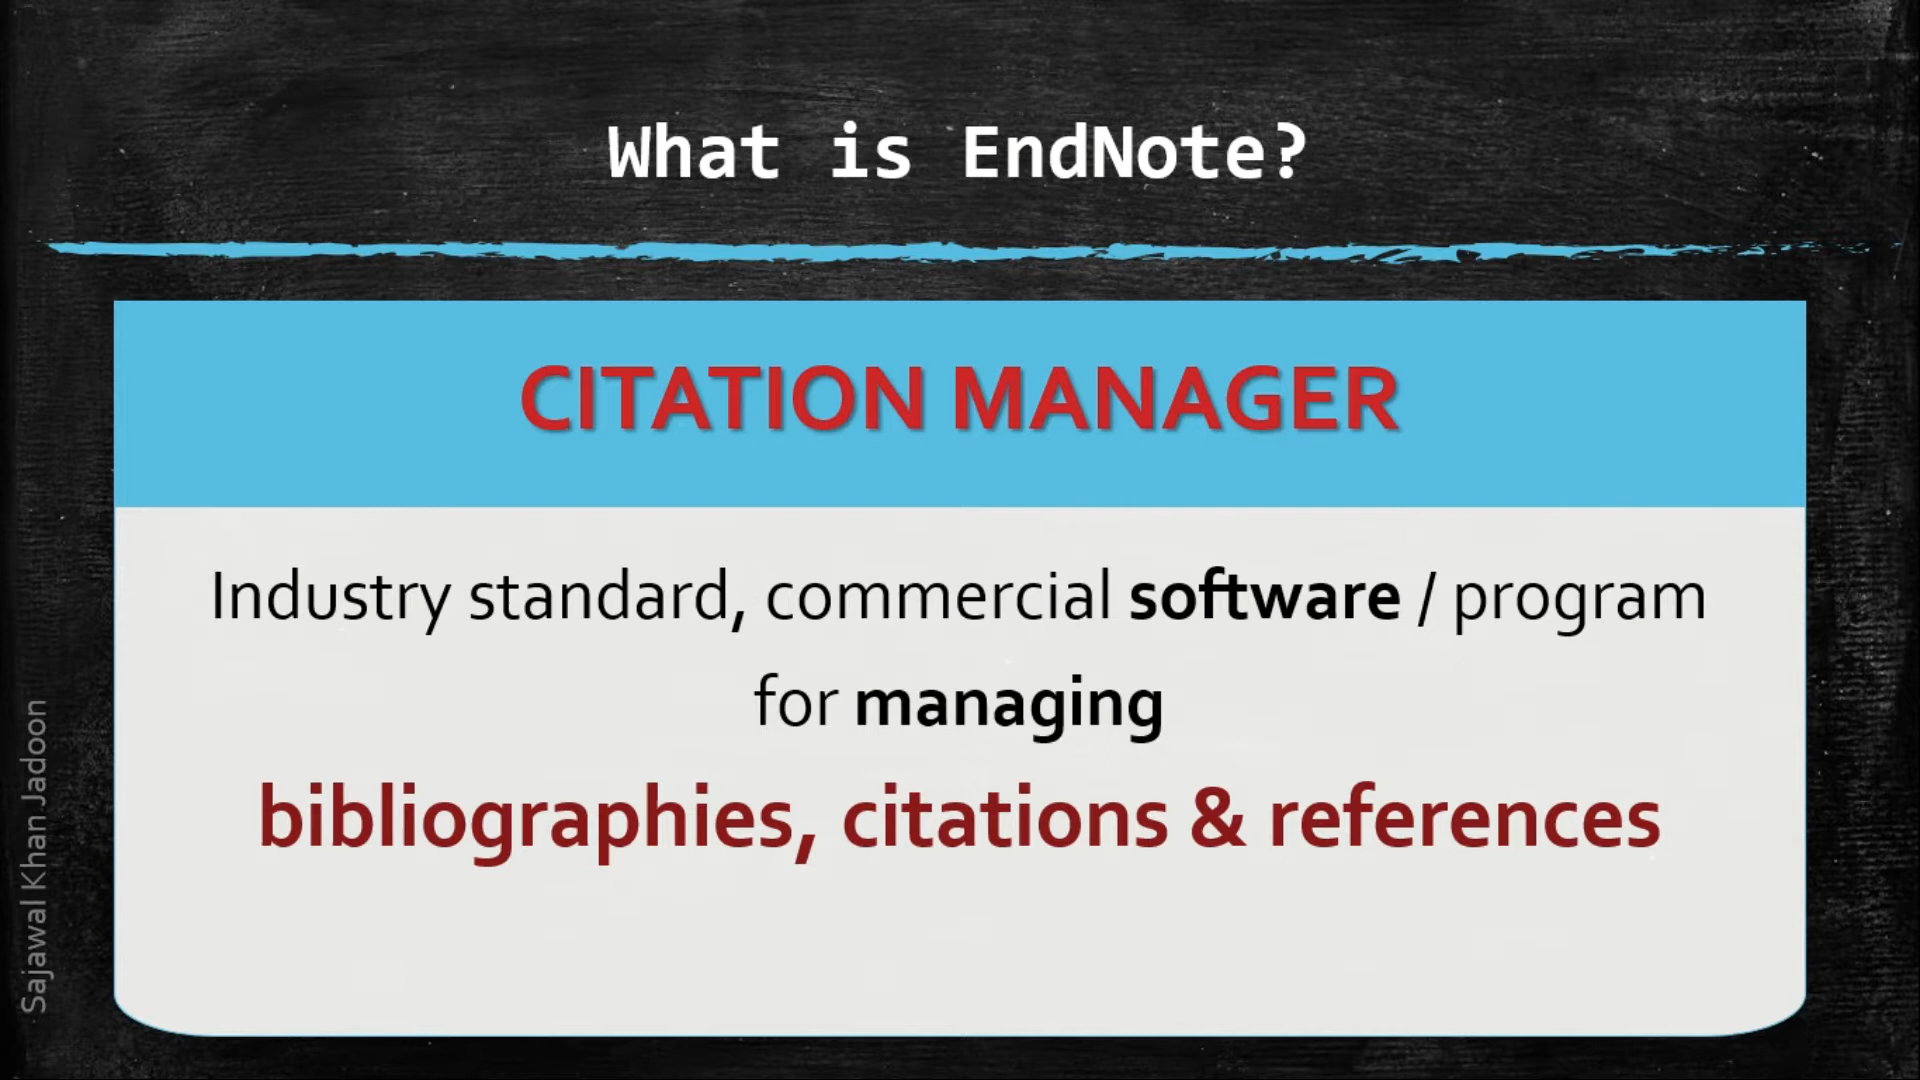 What is EndNote?
CITATION MANAGER
Industry standard, commercial software / program
for managing
bibliographies, citations & references
Sajawal Khan Jadoon